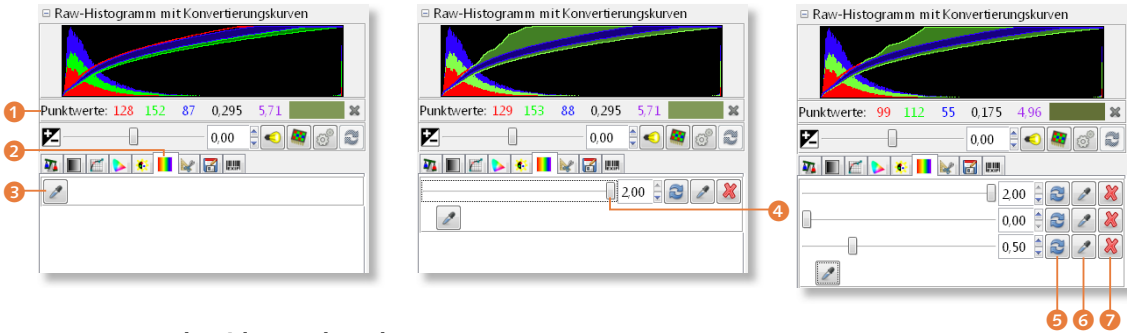 Raw-Histogramm mit Konvertierungskurven
Punktwerte: 128 152 87 0,295 5,71
0,00
Raw-Histogramm mit Konvertierungskurven
Punktwerte: 129 153 88 0,295 5,71
0,00
2,00
Raw-Histogramm mit Konvertierungskurven
Punktwerte: 99 112 55 0,175 4,96
0,00
2,00
0,00
0,50
1
2
3
4
5 6 7